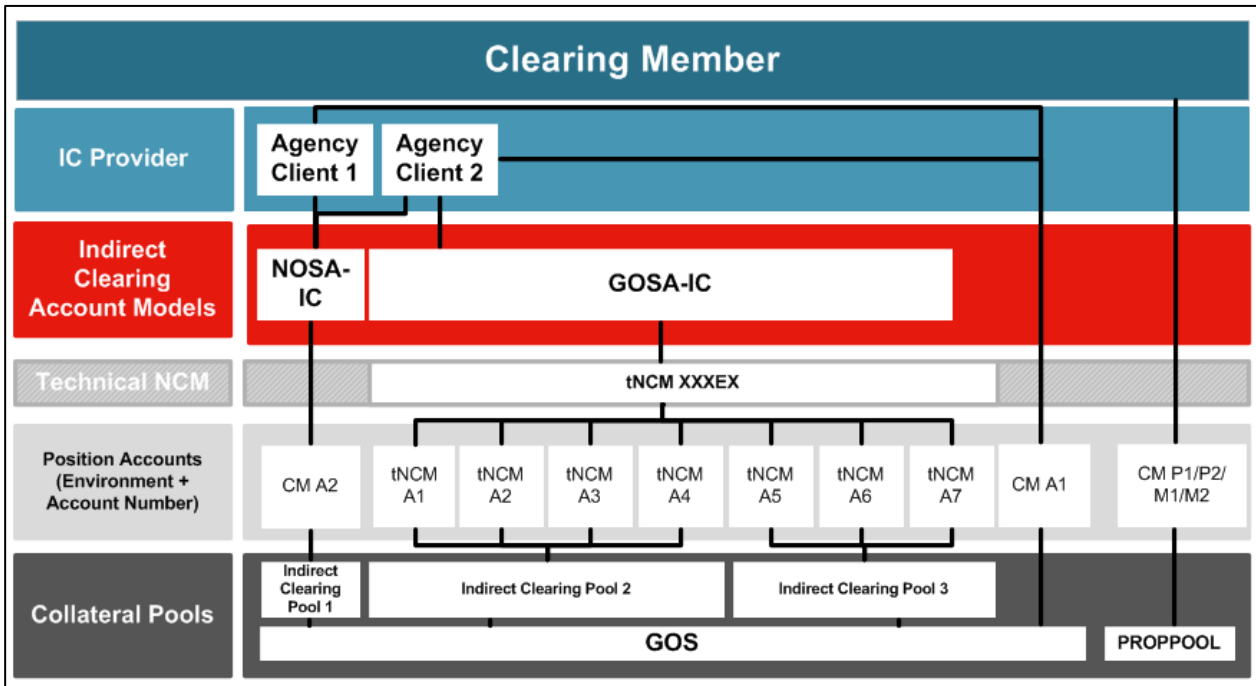 Clearing Member
IC Provider
Agency
Client 1
Agency
Client 2
Indirect
Clearing
Account Models
NOSA-
IC
GOSA-IC
Technical NCM
tNCM XXXEX
Position Accounts
(Environment +
Account Number)
CM A2
tNCM
A1
tNCM
A2
tNCM
A3
tNCM
A4
tNCM
A5
tNCM
A6
tNCM
A7
CM A1
CM P1/P2/
M1/M2
Collateral Pools
Indirect
Clearing
Pool 1
Indirect Clearing Pool 2
Indirect Clearing Pool 3
GOS
PROPPOOL